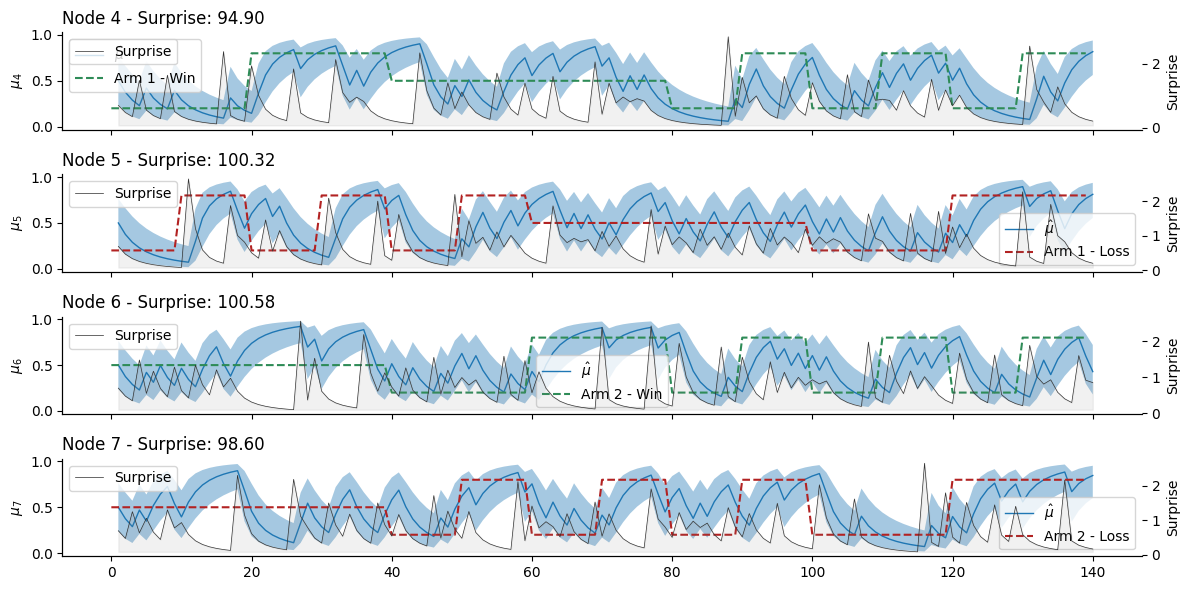 Node 4 - Surprise: 94.90
1.0
0.5
0.0
μ4
Surprise
Arm 1 - Win
2
0
Surprise
Node 5 - Surprise: 100.32
1.0
0.5
0.0
μ5
Surprise
μ̂
Arm 1 - Loss
2
1
0
Surprise
Node 6 - Surprise: 100.58
1.0
0.5
0.0
μ6
Surprise
μ̂
Arm 2 - Win
2
1
0
Surprise
Node 7 - Surprise: 98.60
1.0
0.5
0.0
μ7
Surprise
μ̂
Arm 2 - Loss
2
1
0
Surprise
0 20 40 60 80 100 120 140